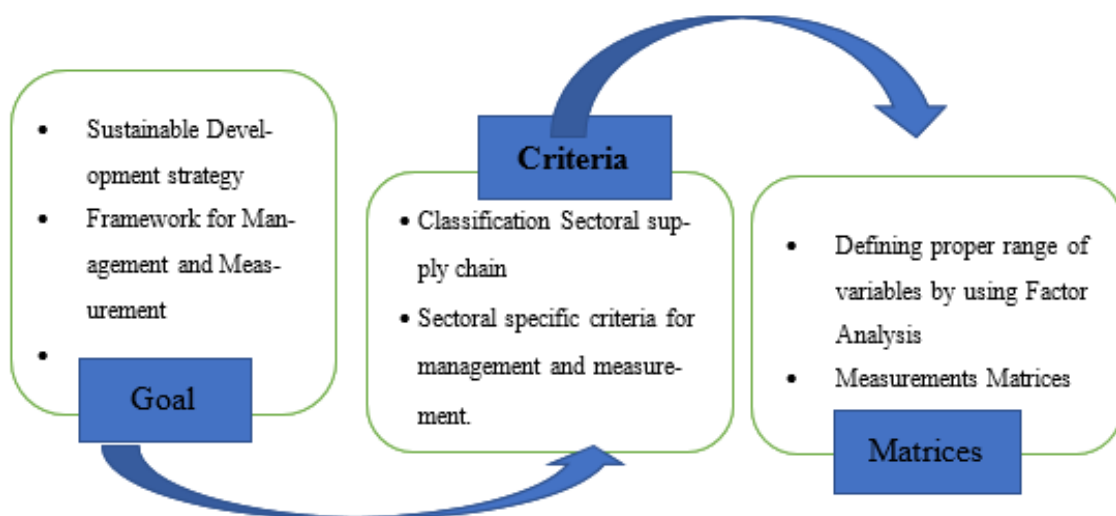 Sustainable Devel-
opment strategy
Framework for Man-
agement and Meas-
urement
Goal
Criteria
Classification Sectoral sup-
ply chain
Sectoral specific criteria for
management and measure-
ment.
Defining proper range of
variables by using Factor
Analysis
Measurements Matrices
Matrices